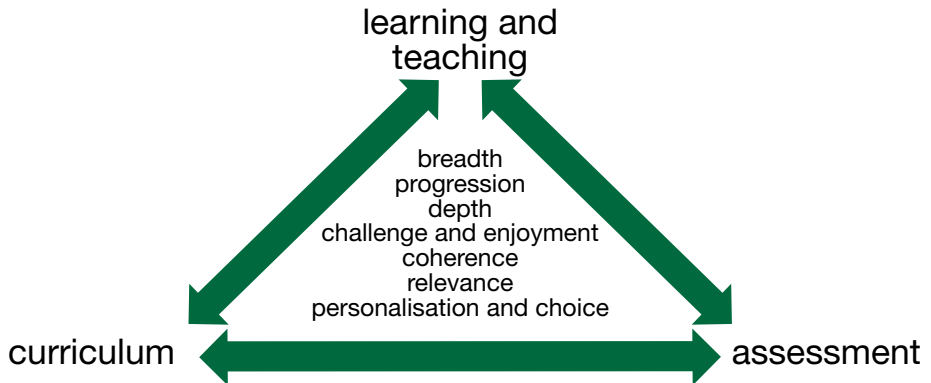 learning and
teaching
breadth
progression
depth
challenge and enjoyment
coherence
relevance
personalisation and choice
curriculum
assessment